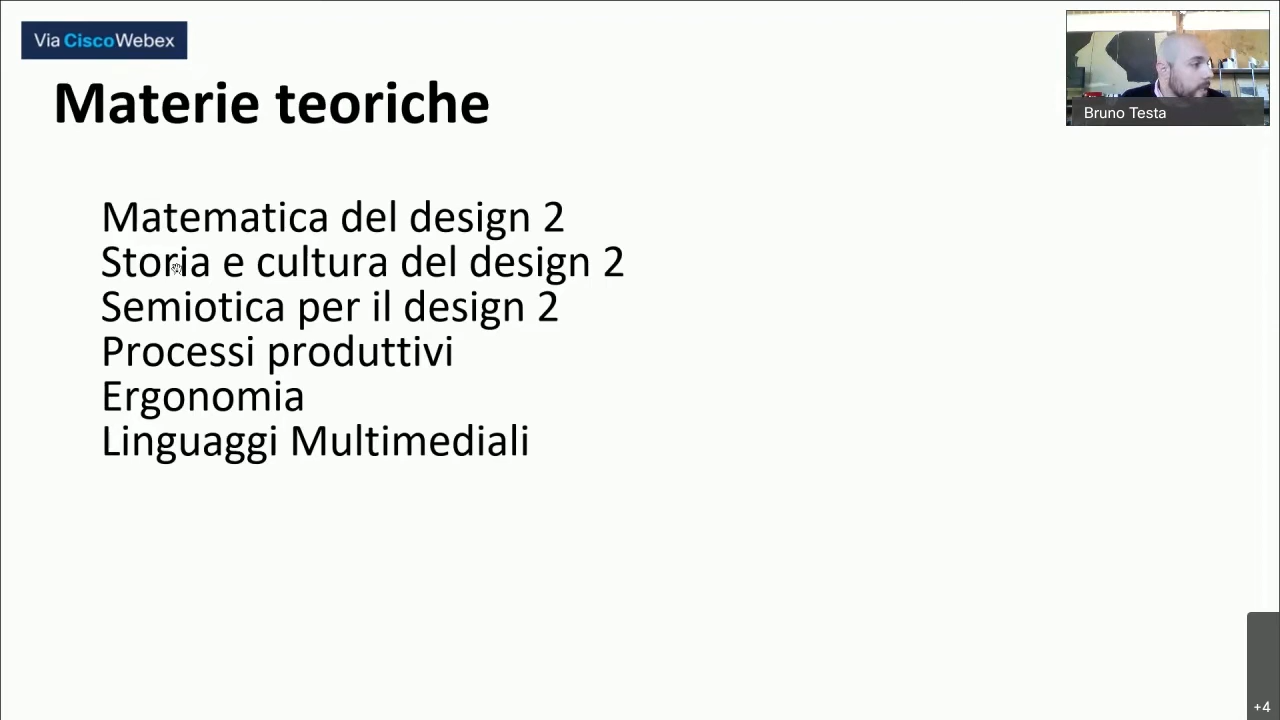 Via CiscoWebex
Bruno Testa
Materie teoriche
Matematica del design 2
Storia e cultura del design 2
Semiotica per il design 2
Processi produttivi
Ergonomia
Linguaggi Multimediali
+4